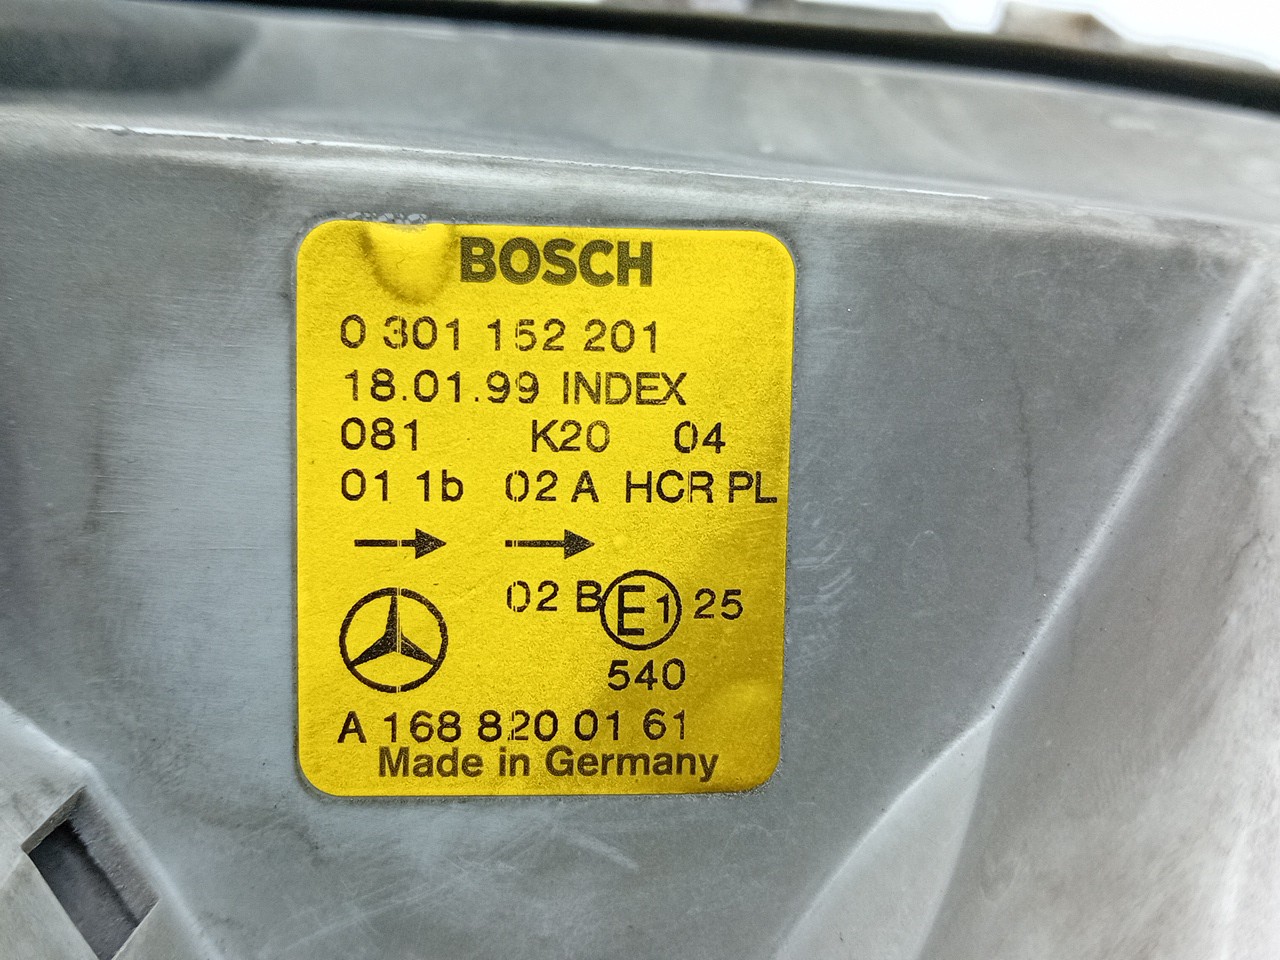 BOSCH
0 301 152 201
18.01.99 INDEX
081 K20 04
01 1b 02 A HCR PL
02 B E1 25
540
A 168 820 01 61
Made in Germany